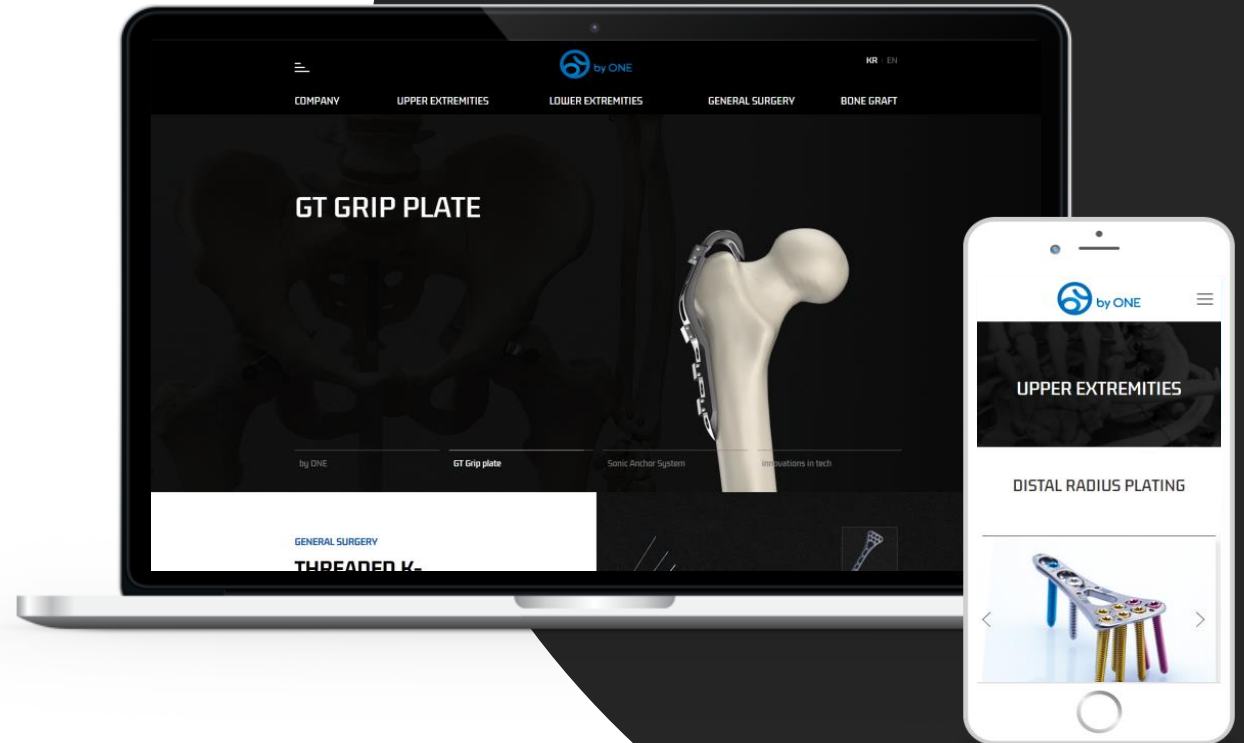 by ONE
KR EN
COMPANY UPPER EXTREMITIES LOWER EXTREMITIES GENERAL SURGERY BONE GRAFT
GT GRIP PLATE
by ONE GT Grip plate Sonic Anchor System innovations in tech
GENERAL SURGERY
THREADED K-
by ONE
UPPER EXTREMITIES
DISTAL RADIUS PLATING